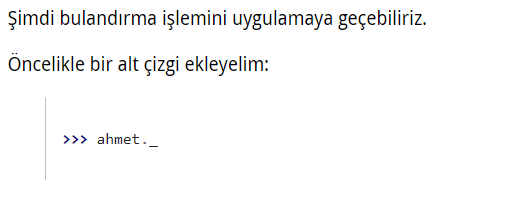 Şimdi bulandırma işlemini uygulamaya geçebiliriz.
Öncelikle bir alt çizgi ekleyelim:
>>> ahmet._